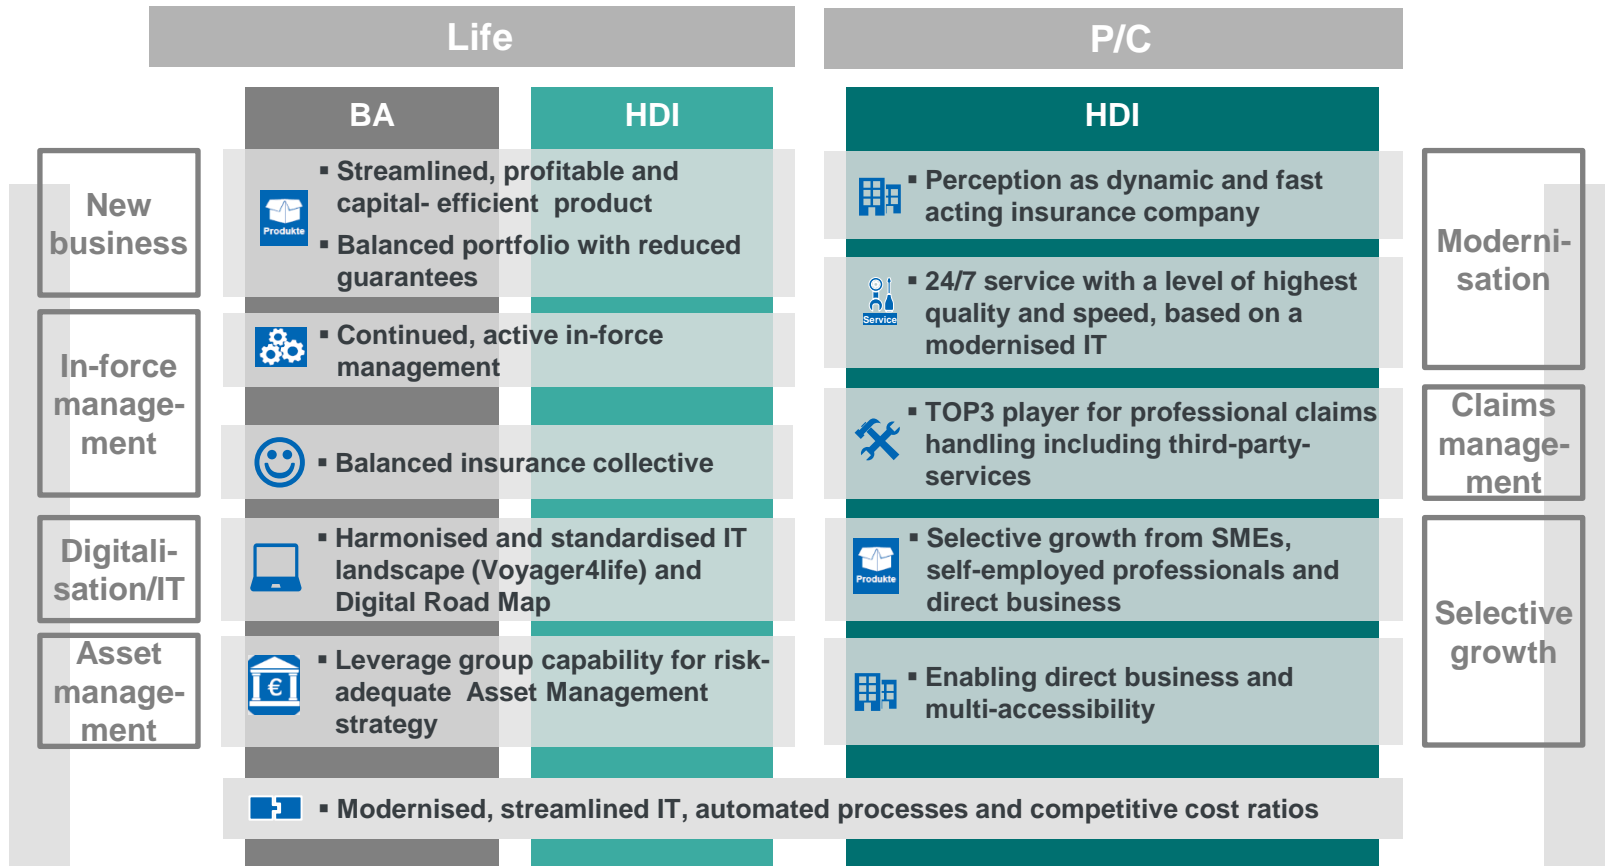 Life
P/C
BA
HDI
HDI
New
business
Produkte
▪ Streamlined, profitable and
capital- efficient product
▪ Balanced portfolio with reduced
guarantees
In-force
manage-
ment
▪ Continued, active in-force
management
▪ Balanced insurance collective
Digitali-
sation/IT
▪ Harmonised and standardised IT
landscape (Voyager4life) and
Digital Road Map
Asset
manage-
ment
€
▪ Leverage group capability for risk-
adequate Asset Management
strategy
▪ Perception as dynamic and fast
acting insurance company
Service
▪ 24/7 service with a level of highest
quality and speed, based on a
modernised IT
Moderni-
sation
▪ TOP3 player for professional claims
handling including third-party-
services
Claims
manage-
ment
Produkte
▪ Selective growth from SMEs,
self-employed professionals and
direct business
▪ Enabling direct business and
multi-accessibility
Selective
growth
▪ Modernised, streamlined IT, automated processes and competitive cost ratios